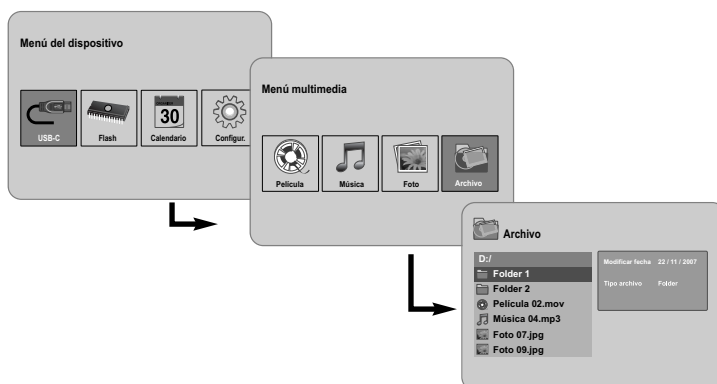 Menú del dispositivo
USB-C
Flash
30
Calendario
Configur.
Menú multimedia
Película
Música
Foto
Archivo
Archivo
D:/
Folder 1
Folder 2
Película 02.mov
Música 04.mp3
Foto 07.jpg
Foto 09.jpg
Modificar fecha 22 / 11 / 2007
Tipo archivo Folder